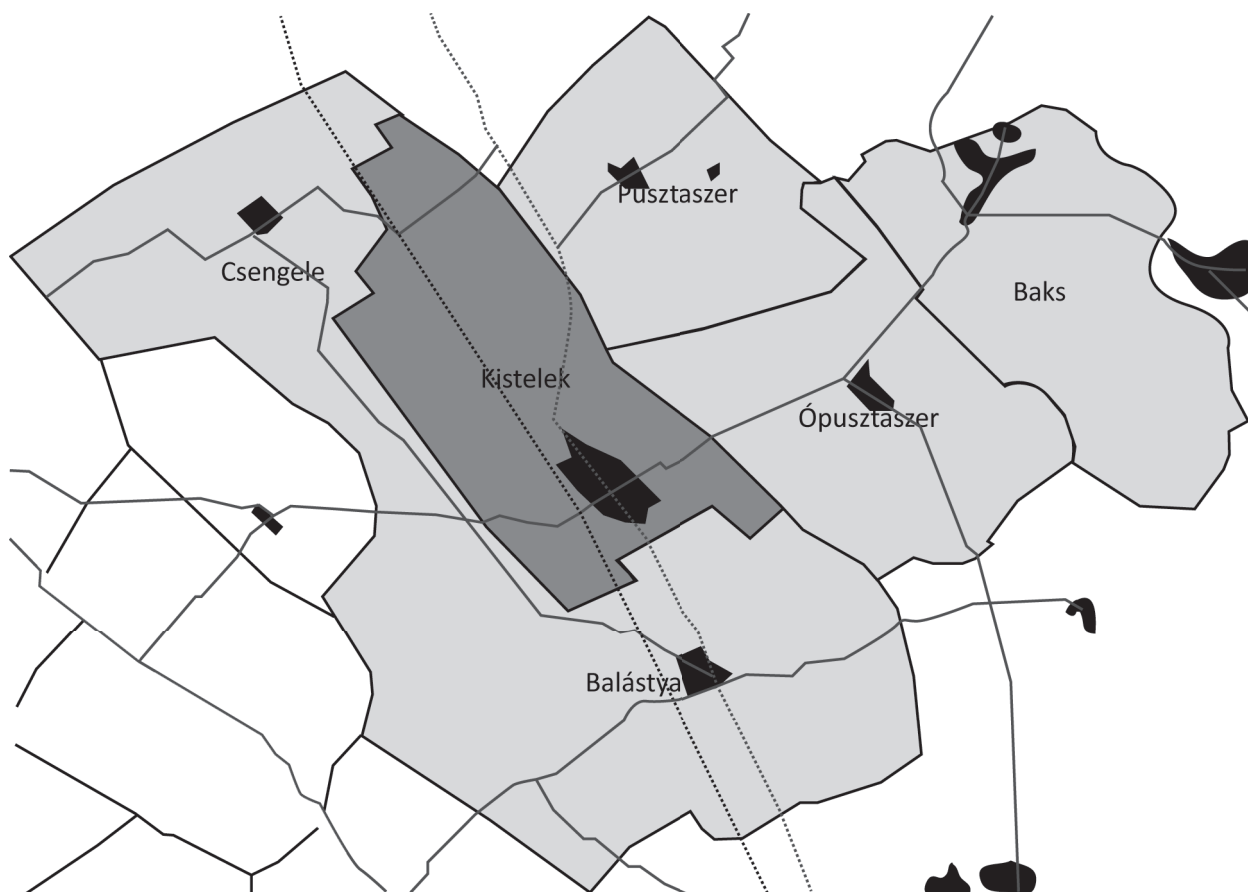 Pusztaszer
Csengele
Baks
Kistelek
Ópusztaszer
Balástya